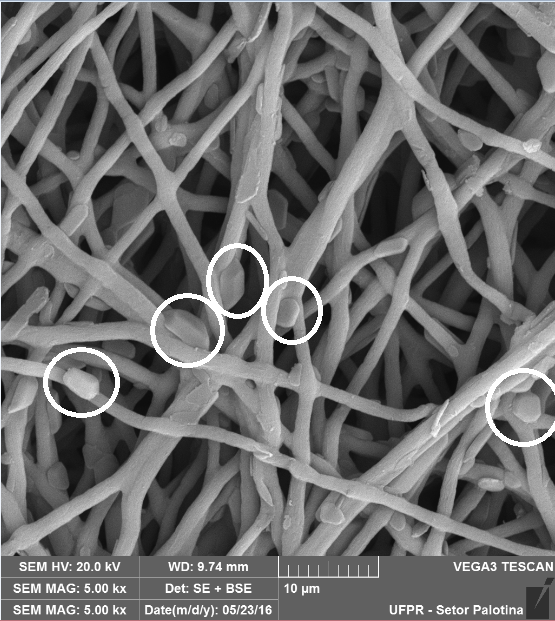 SEM HV: 20.0 kV WD: 9.74 mm VEGA3 TESCAN
SEM MAG: 5.00 kx Det: SE + BSE 10 µm
SEM MAG: 5.00 kx Date(m/d/y): 05/23/16 UFPR - Setor Palotina